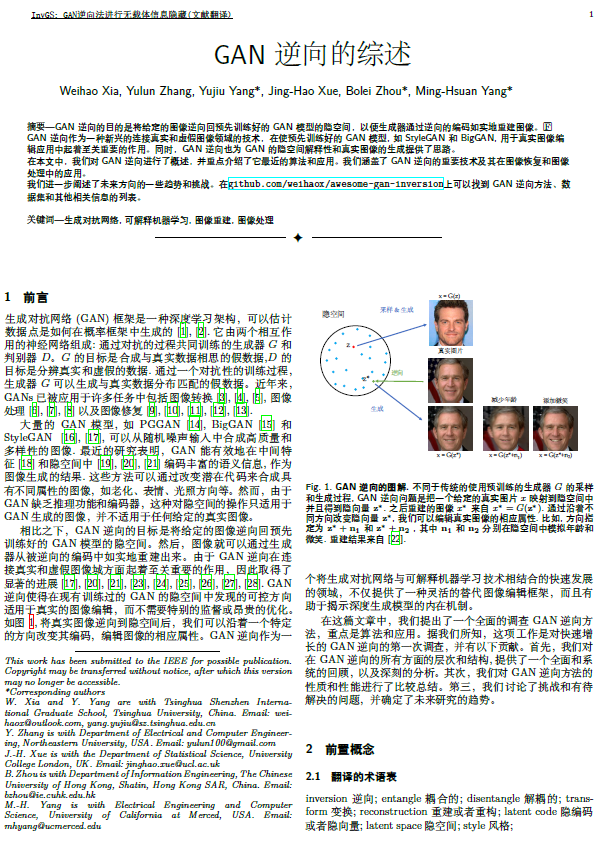 InvGS: GAN逆向法进行无载体信息隐藏(文献翻译)
1
GAN 逆向的综述
Weihao Xia, Yulun Zhang, Yujiu Yang*, Jing-Hao Xue, Bolei Zhou*, Ming-Hsuan Yang*
摘要—GAN 逆向的目的是将给定的图像逆向回预先训练好的 GAN 模型的隐空间, 以便生成器通过逆向的编码如实地重建图像。因
GAN 逆向作为一种新兴的连接真实和虚假图像领域的技术, 在使预先训练好的 GAN 模型, 如 StyleGAN 和 BigGAN, 用于真实图像编
辑应用中起着至关重要的作用。同时, GAN 逆向也为 GAN 的隐空间解释性和真实图像的生成提供了思路。
在本文中, 我们对 GAN 逆向进行了概述, 并重点介绍了它最近的算法和应用。我们涵盖了 GAN 逆向的重要技术及其在图像恢复和图像
处理中的应用。
我们进一步阐述了未来方向的一些趋势和挑战。在github.com/weihaox/awesome-gan-inversion上可以找到 GAN 逆向方法、数
据集和其他相关信息的列表。
关键词—生成对抗网络, 可解释机器学习, 图像重建, 图像处理
1 前言
生成对抗网络 (GAN) 框架是一种深度学习架构, 可以估计
数据点是如何在概率框架中生成的 [1], [2]. 它由两个相互作
用的神经网络组成: 通过对抗的过程共同训练的生成器 G 和
判别器 D。G 的目标是合成与真实数据相思的假数据,D 的
目标是分辨真实和虚假的数据. 通过一个对抗性的训练过程,
生成器 G 可以生成与真实数据分布匹配的假数据。近年来,
GANs 已被应用于许多任务中包括图像转换 [3], [4], [5], 图像
处理 [6], [7], [8] 以及图像修复 [9], [10], [11], [12], [13].
大量的 GAN 模型, 如 PGGAN [14], BigGAN [15] 和
StyleGAN [16], [17], 可以从随机噪声输入中合成高质量和
多样性的图像. 最近的研究表明, GAN 能有效地在中间特
征 [18] 和隐空间中 [19], [20], [21] 编码丰富的语义信息, 作为
图像生成的结果. 这些方法可以通过改变潜在代码来合成具
有不同属性的图像, 如老化、表情、光照方向等。然而, 由于
GAN 缺乏推理功能和编码器, 这种对隐空间的操作只适用于
GAN 生成的图像, 并不适用于任何给定的真实图像。
相比之下, GAN 逆向的目标是将给定的图像逆向回预先
训练好的 GAN 模型的隐空间。然后, 图像就可以通过生成
器从被逆向的编码中如实地重建出来。由于 GAN 逆向在连
接真实和虚假图像域方面起着至关重要的作用, 因此取得了
显著的进展 [17], [20], [21], [23], [24], [25], [26], [27], [28]. GAN
逆向使得在现有训练过的 GAN 的隐空间中发现的可控方向
适用于真实的图像编辑, 而不需要特别的监督或昂贵的优化。
如图 1, 将真实图像逆向到隐空间后, 我们可以沿着一个特定
的方向改变其编码, 编辑图像的相应属性。GAN 逆向作为一
This work has been submitted to the IEEE for possible publication.
Copyright may be transferred without notice, after which this version
may no longer be accessible.
*Corresponding authors
W. Xia and Y. Yang are with Tsinghua Shenzhen Interna-
tional Graduate School, Tsinghua University, China. Email: wei-
haox@outlook.com, yang.yujiu@sz.tsinghua.edu.cn
Y. Zhang is with Department of Electrical and Computer Engineer-
ing, Northeastern University, USA. Email: yulun100@gmail.com
J.-H. Xue is with the Department of Statistical Science, University
College London, UK. Email: jinghao.xue@ucl.ac.uk
B. Zhou is with Department of Information Engineering, The Chinese
University of Hong Kong, Shatin, Hong Kong SAR, China. Email:
bzhou@ie.cuhk.edu.hk
M.-H. Yang is with Electrical Engineering and Computer
Science, University of California at Merced, USA. Email:
mhyang@ucmerced.edu
x = G(z)
隐空间
采样 & 生成
z
真实图片
z*
逆向
生成
减少年龄
添加微笑
x=G(z*)
x=G(z*+n₁)
x=G(z*+n₂)
Fig. 1. GAN 逆向的图解. 不同于传统的使用预训练的生成器 G 的采样
和生成过程, GAN 逆向问题是把一个给定的真实图片 x 映射到隐空间中
并且得到隐向量 z*. 之后重建的图像 x* 来自 x* = G(z*). 通过沿着不
同方向改变隐向量 z*, 我们可以编辑真实图像的相应属性. 比如, 方向指
定为 z* + n₁ 和 z* + n₂ , 其中 n₁ 和 n₂ 分别在隐空间中模拟年龄和
微笑. 重建结果来自 [22].
个将生成对抗网络与可解释机器学习技术相结合的快速发展
的领域, 不仅提供了一种灵活的替代图像编辑框架, 而且有
助于揭示深度生成模型的内在机制。
在这篇文章中, 我们提出了一个全面的调查 GAN 逆向方
法, 重点是算法和应用。据我们所知, 这项工作是对快速增
长的 GAN 逆向的第一次调查, 并有以下贡献。首先, 我们对
在 GAN 逆向的所有方面的层次和结构, 提供了一个全面和系
统的回顾, 以及深刻的分析。其次, 我们对 GAN 逆向方法的
性质和性能进行了比较总结。第三, 我们讨论了挑战和有待
解决的问题, 并确定了未来研究的趋势。
2 前置概念
2.1 翻译的术语表
inversion 逆向; entangle 耦合的; disentangle 解耦的; trans-
form 变换; reconstruction 重建或者重构; latent code 隐编码
或者隐向量; latent space 隐空间; style 风格;